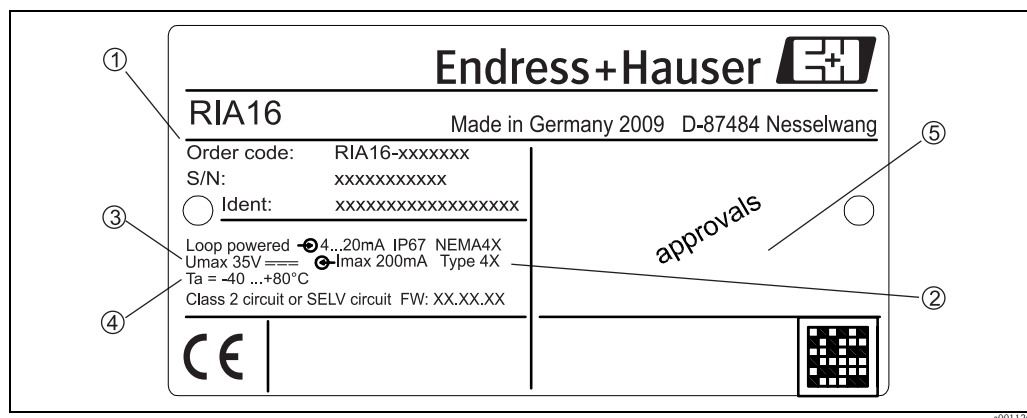 Endress+Hauser
RIA16
Made in Germany 2009 D-87484 Nesselwang
1
Order code: RIA16-xxxxxxx
S/N: xxxxxxxxxxx
Ident: xxxxxxxxxxxxxxxxxx
5
approvals
3
Loop powered 4...20mA IP67 NEMA4X
Umax 35V Imax 200mA Type 4X
Ta = -40 ...+80°C
Class 2 circuit or SELV circuit FW: XX.XX.XX
2
4
CE